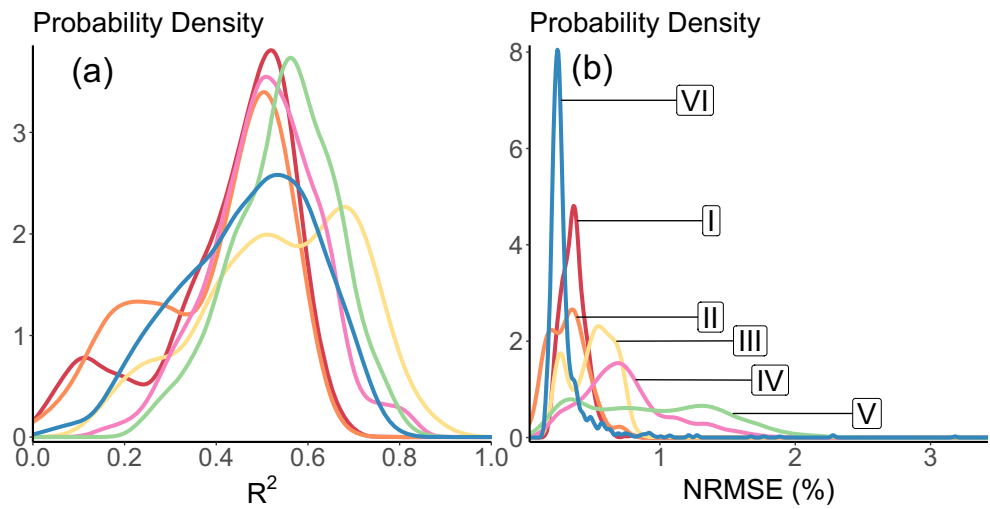 Probability Density
(a)
3
2
1
0
0.0 0.2 0.4 0.6 0.8 1.0
R²
Probability Density
(b)
8
6
4
2
0
VI
I
II
III
IV
V
1 2 3
NRMSE (%)